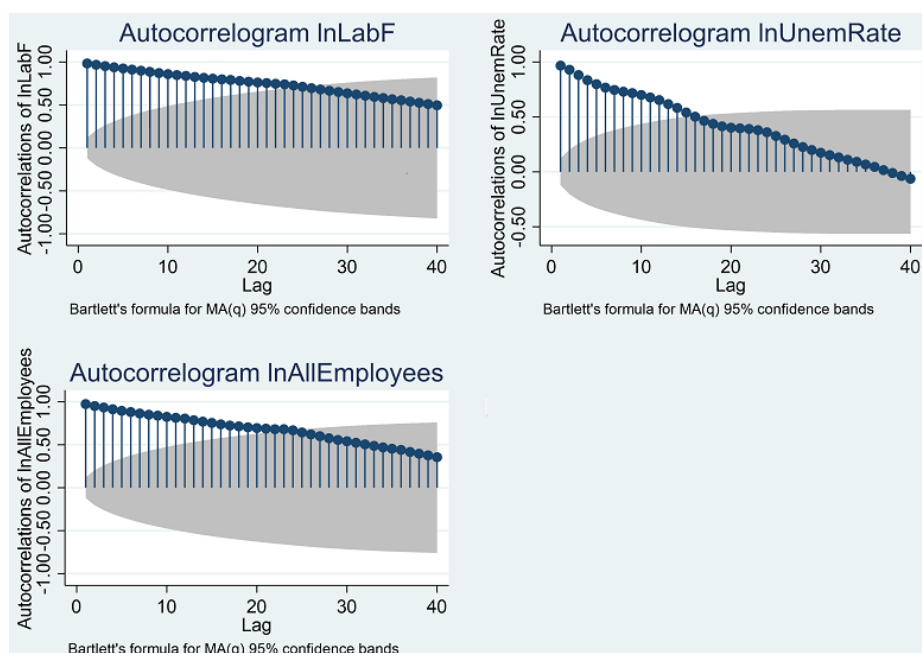 Autocorrelogram lnLabF
Autocorrelations of lnLabF
1.00
0.50
0.00
-0.50
-1.00
0 10 20 30 40
Lag
Bartlett's formula for MA(q) 95% confidence bands
Autocorrelogram lnUnemRate
Autocorrelations of lnUnemRate
1.00
0.50
0.00
-0.50
0 10 20 30 40
Lag
Bartlett's formula for MA(q) 95% confidence bands
Autocorrelogram lnAllEmployees
Autocorrelations of lnAllEmployees
1.00
0.50
0.00
-0.50
-1.00
0 10 20 30 40
Lag
Bartlett's formula for MA(q) 95% confidence bands